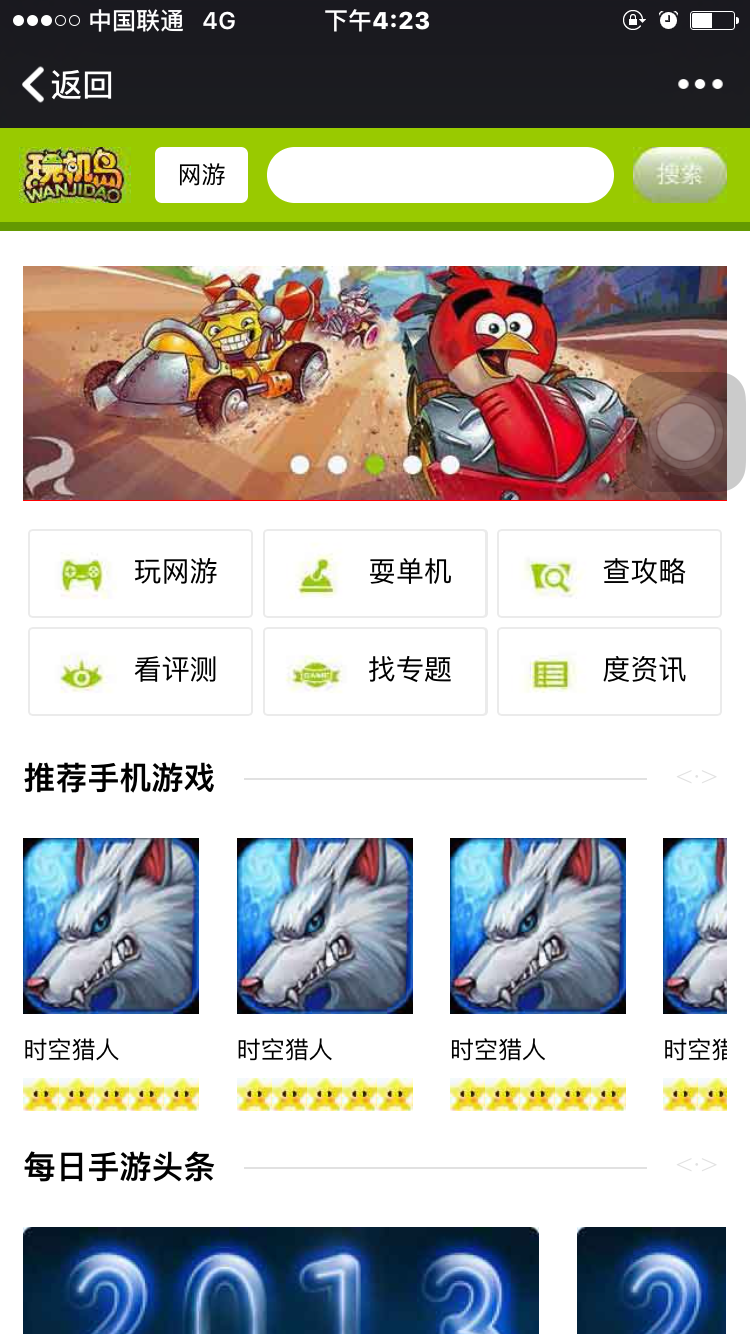 中国联通 4G 下午4:23
返回
玩机岛
WANJIDAO
网游
搜索
玩网游 耍单机 查攻略
看评测 找专题 度资讯
GAME
推荐手机游戏
时空猎人 时空猎人 时空猎人 时空猎
每日手游头条
2013 2